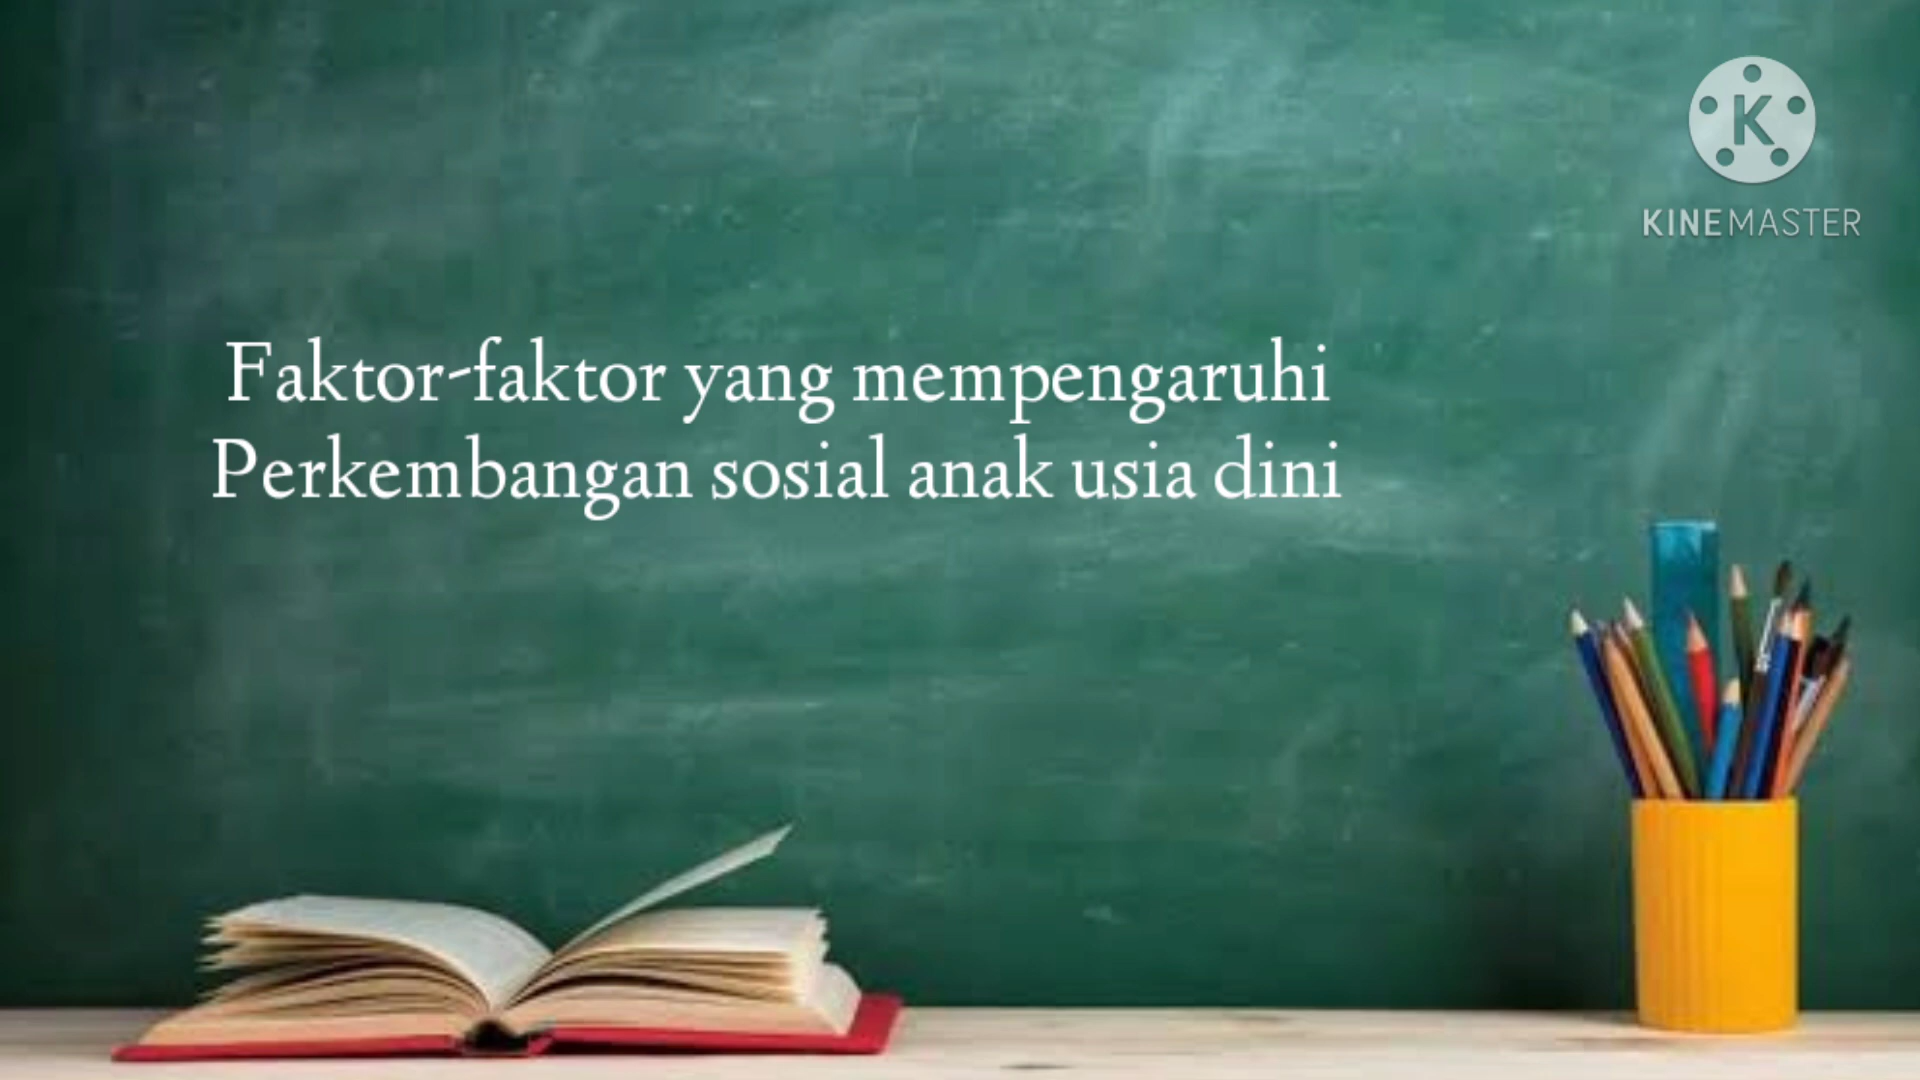 K
KINEMASTER
Faktor-faktor yang mempengaruhi
Perkembangan sosial anak usia dini